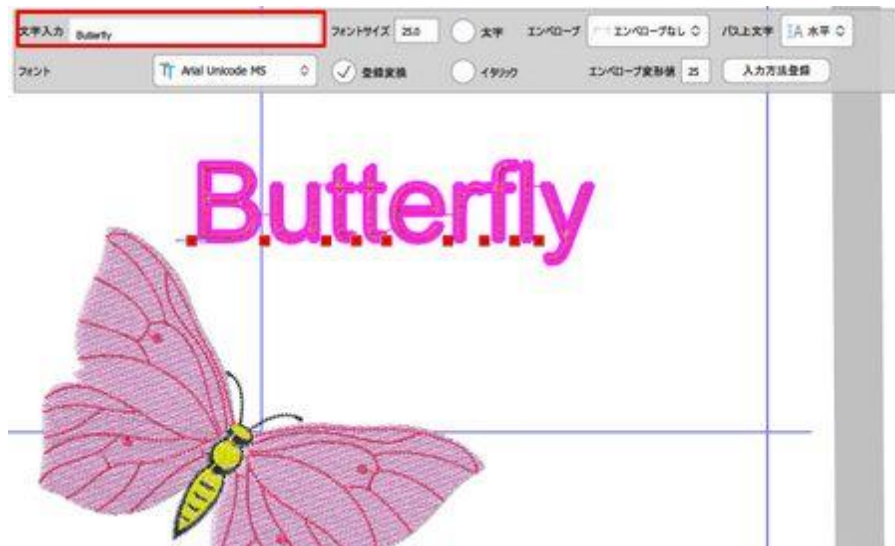 文字入力 Butterfly フォントサイズ 25.0 太字 エンベロープ エンベロープなし パス上文字 IA 水平
フォント Tr Arial Unicode MS 登録変換 イタリック エンベロープ変形値 25 入力方法登録
Butterfly